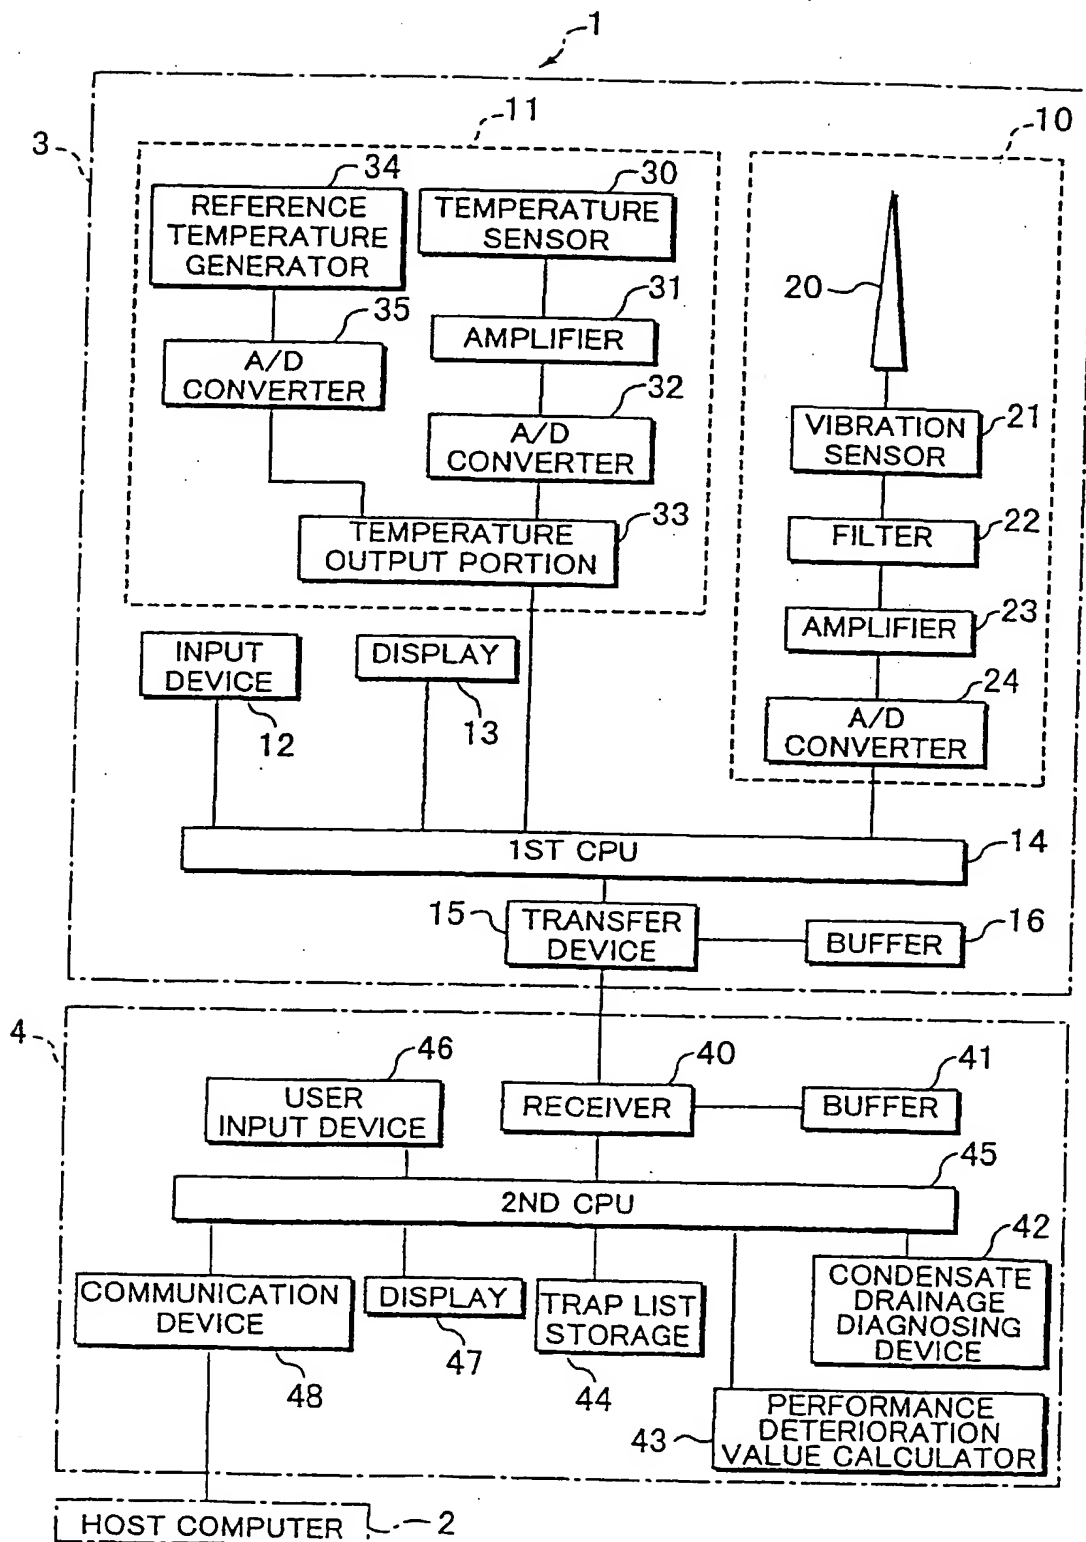 1
3
11
10
34
REFERENCE
TEMPERATURE
GENERATOR
30
TEMPERATURE
SENSOR
20
35
A/D
CONVERTER
31
AMPLIFIER
32
A/D
CONVERTER
21
VIBRATION
SENSOR
33
TEMPERATURE
OUTPUT PORTION
22
FILTER
23
AMPLIFIER
INPUT
DEVICE
12
DISPLAY
13
24
A/D
CONVERTER
1ST CPU
14
15
TRANSFER
DEVICE
16
BUFFER
4
46
USER
INPUT DEVICE
40
RECEIVER
41
BUFFER
45
2ND CPU
42
CONDENSATE
DRAINAGE
DIAGNOSING
DEVICE
COMMUNICATION
DEVICE
48
DISPLAY
47
TRAP LIST
STORAGE
44
43
PERFORMANCE
DETERIORATION
VALUE CALCULATOR
HOST COMPUTER
2